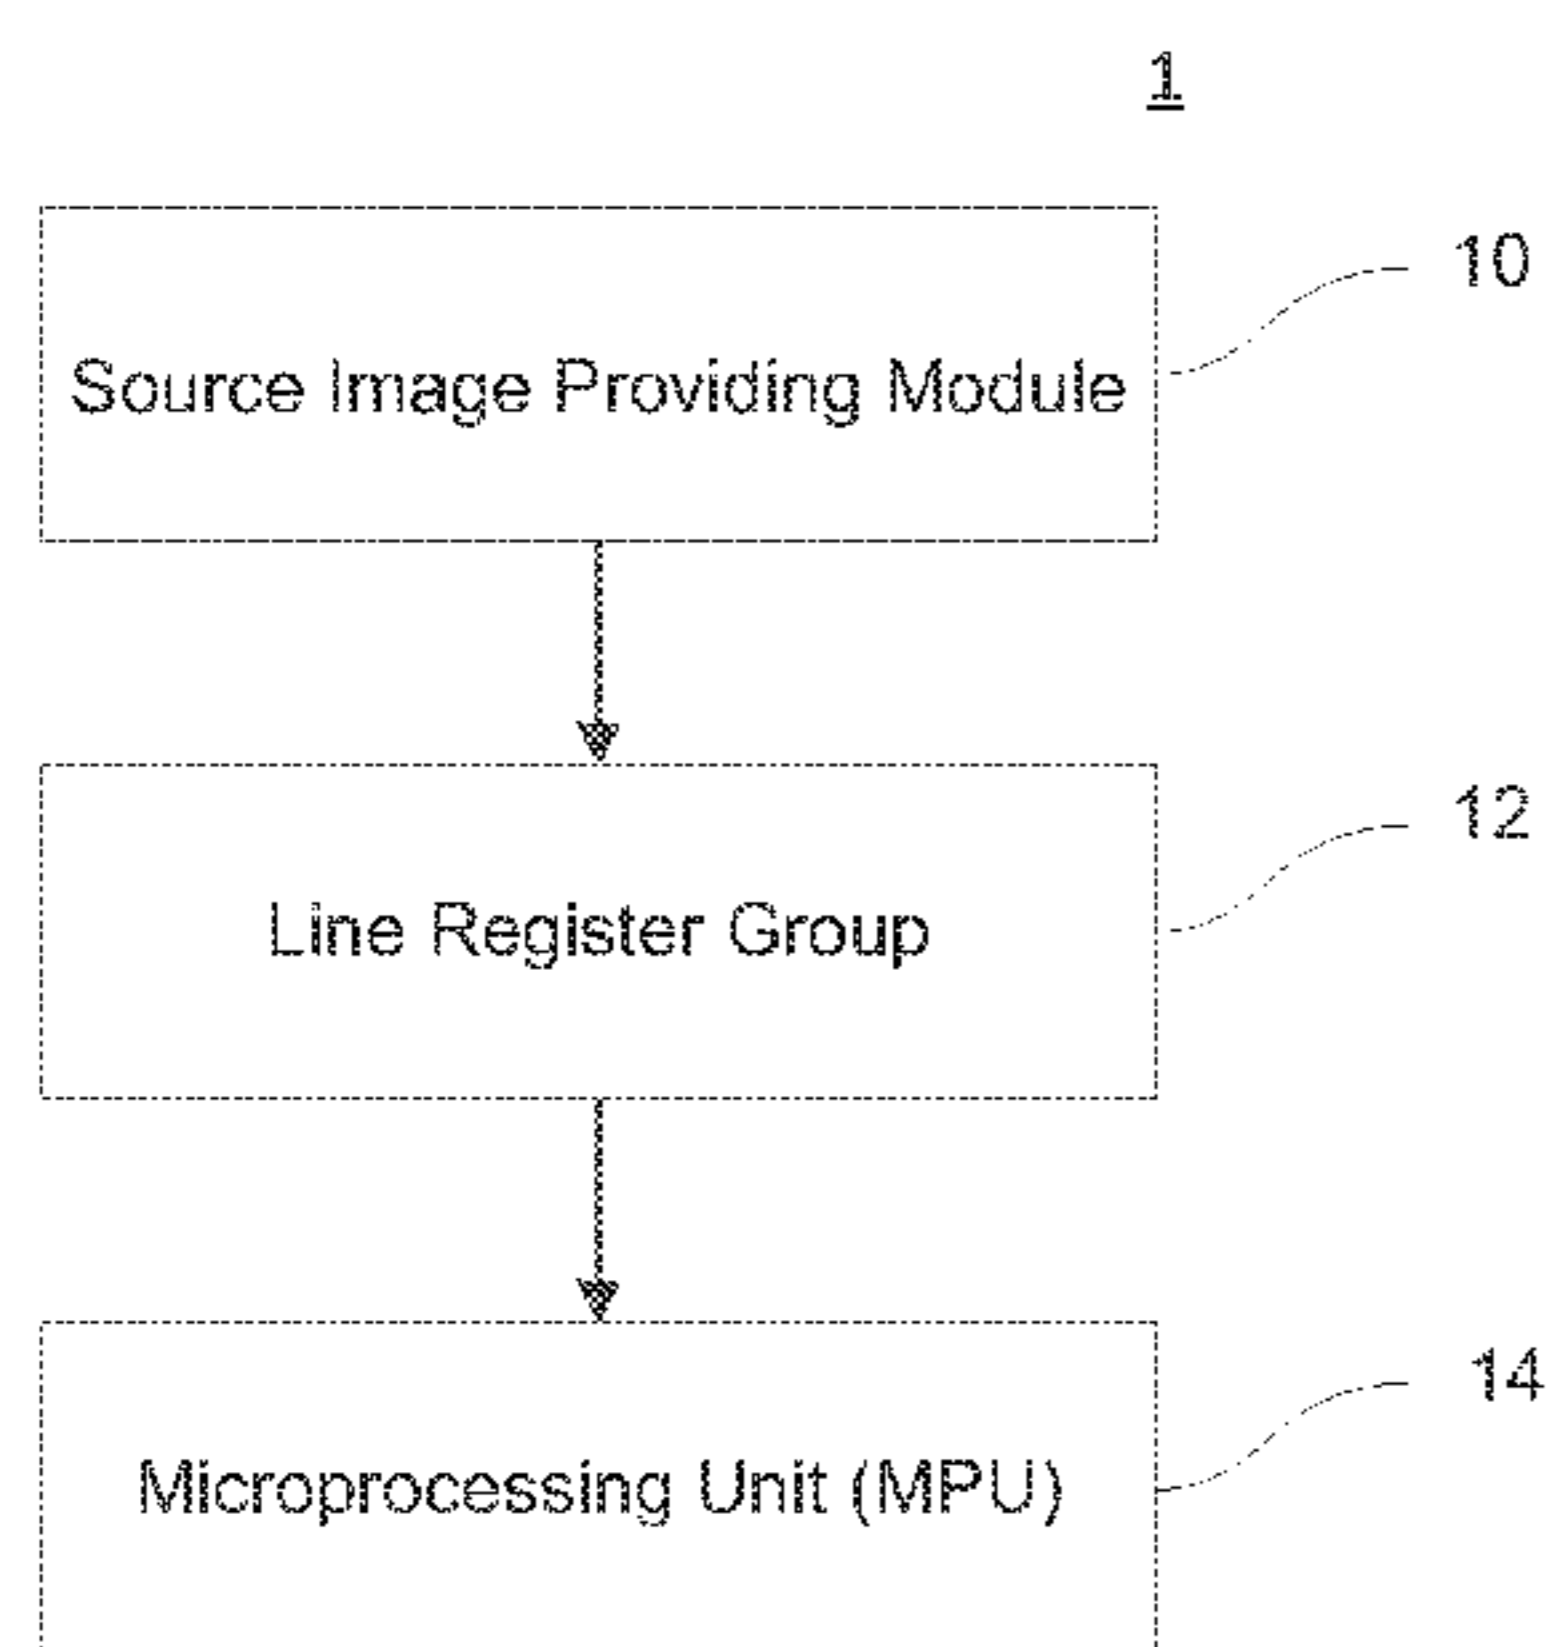 1
10
Source Image Providing Module
12
Line Register Group
14
Microprocessing Unit (MPU)